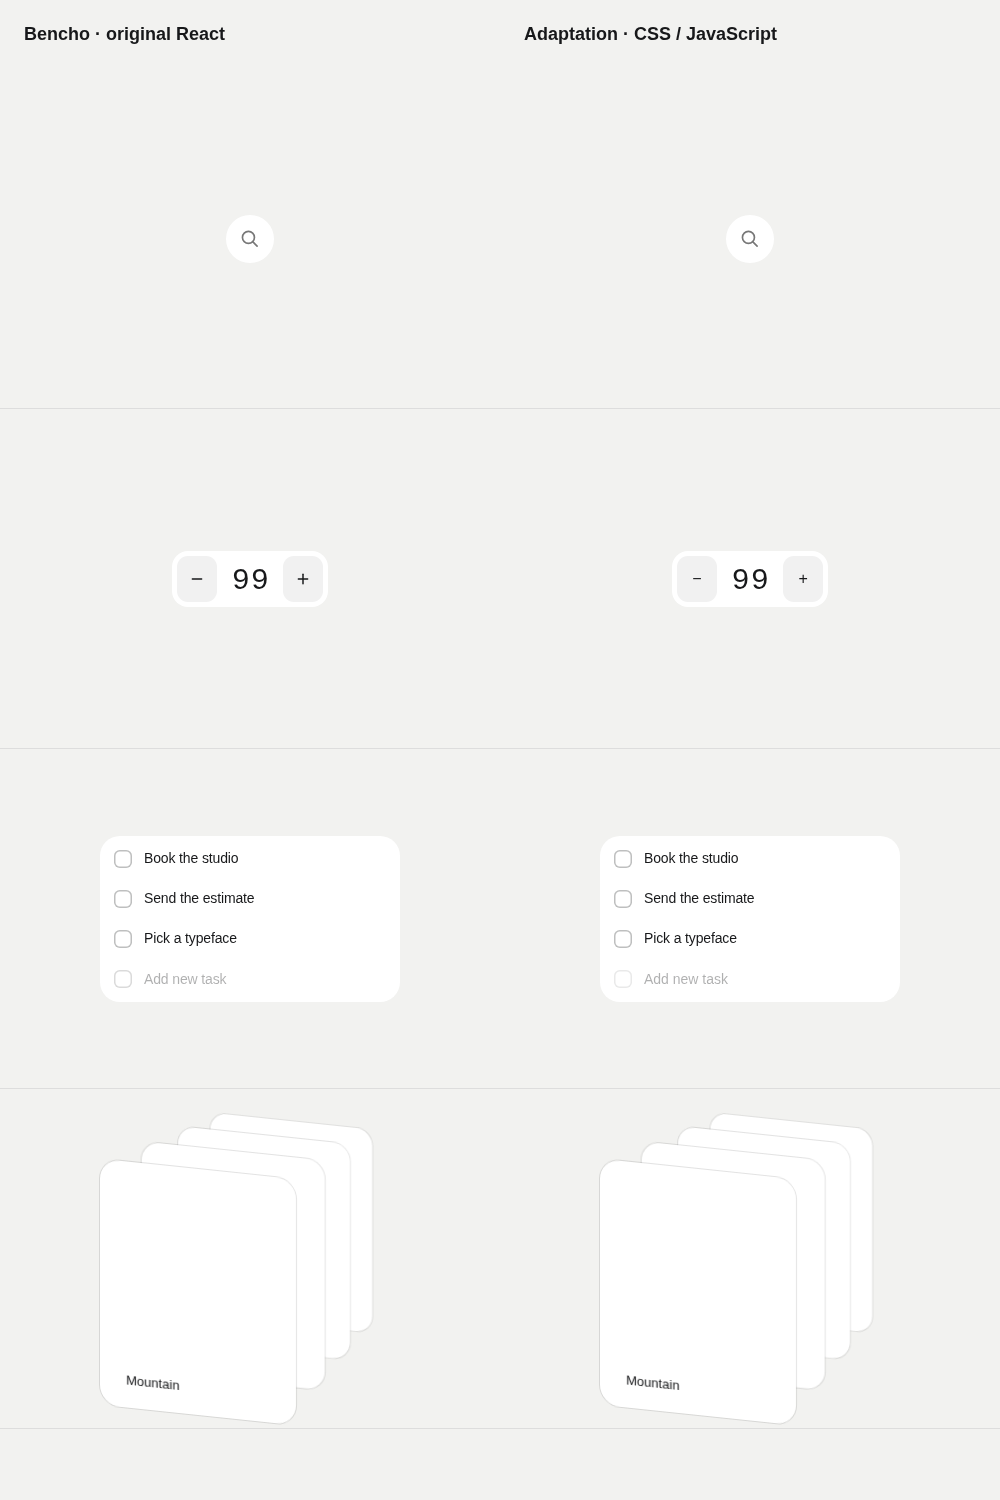 Bencho · original React
Adaptation · CSS / JavaScript
− 99 +
− 99 +
Book the studio
Send the estimate
Pick a typeface
Add new task
Book the studio
Send the estimate
Pick a typeface
Add new task
Mountain
Mountain